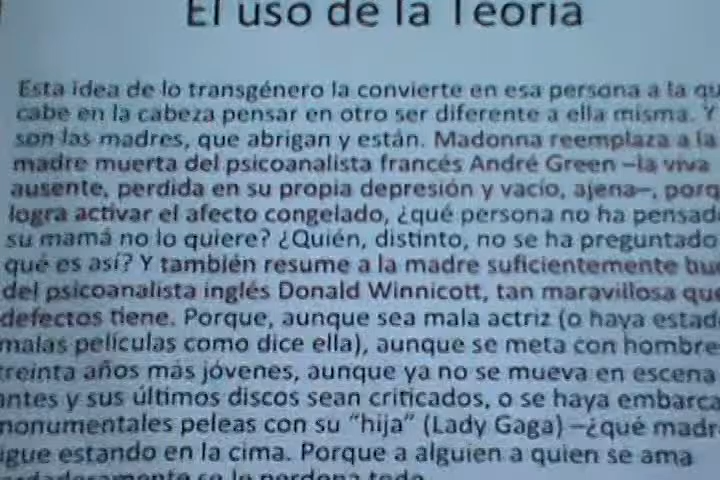 El uso de la Teoría
Esta idea de lo transgénero la convierte en esa persona a la qu
cabe en la cabeza pensar en otro ser diferente a ella misma. Y
son las madres, que abrigan y están. Madonna reemplaza a la
madre muerta del psicoanalista francés André Green –la viva
ausente, perdida en su propia depresión y vacío, ajena–, porq
logra activar el afecto congelado, ¿qué persona no ha pensad
su mamá no lo quiere? ¿Quién, distinto, no se ha preguntado
qué es así? Y también resume a la madre suficientemente bu
del psicoanalista inglés Donald Winnicott, tan maravillosa que
defectos tiene. Porque, aunque sea mala actriz (o haya estad
malas películas como dice ella), aunque se meta con hombre
treinta años más jóvenes, aunque ya no se mueva en escena
antes y sus últimos discos sean criticados, o se haya embarca
monumentales peleas con su "hija" (Lady Gaga) –¿qué madr
igue estando en la cima. Porque a alguien a quien se ama
se lo perdona todo